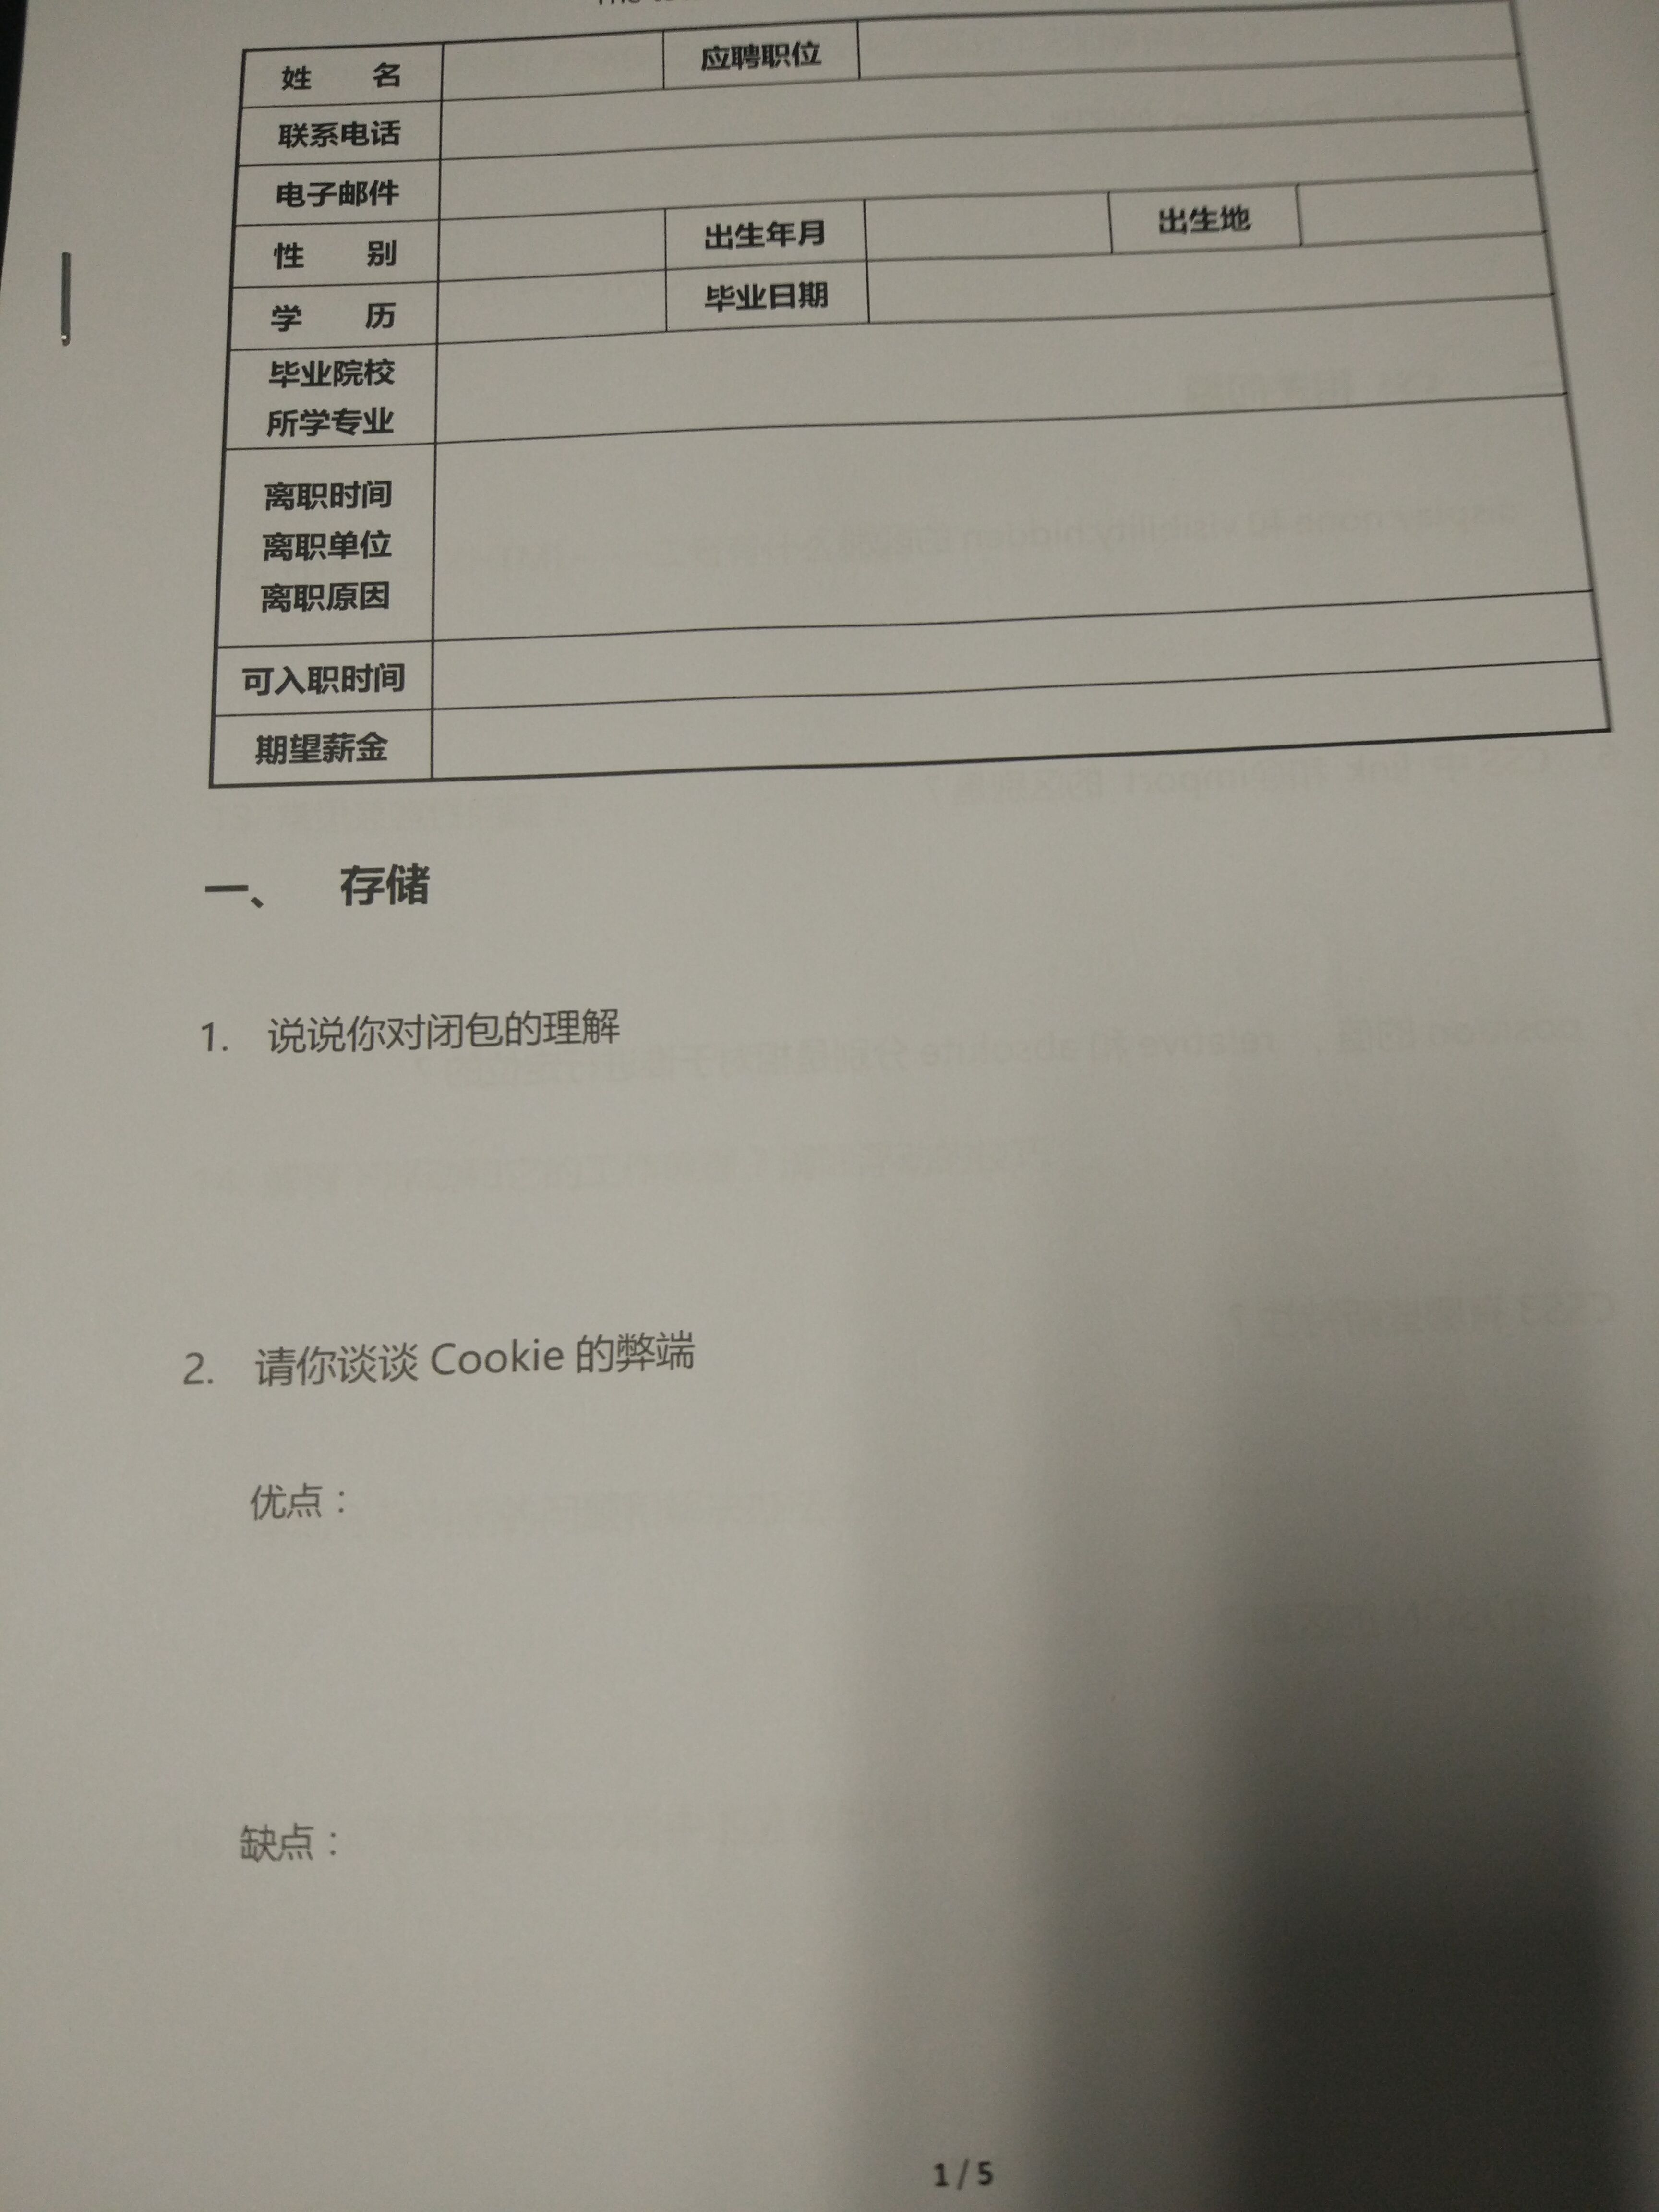 The
姓 名 应聘职位
联系电话
电子邮件
性 别 出生年月 出生地
学 历 毕业日期
毕业院校
所学专业
离职时间
离职单位
离职原因
可入职时间
期望薪金
一、 存储
1. 说说你对闭包的理解
2. 请你谈谈 Cookie 的弊端
优点：
缺点：
1 / 5